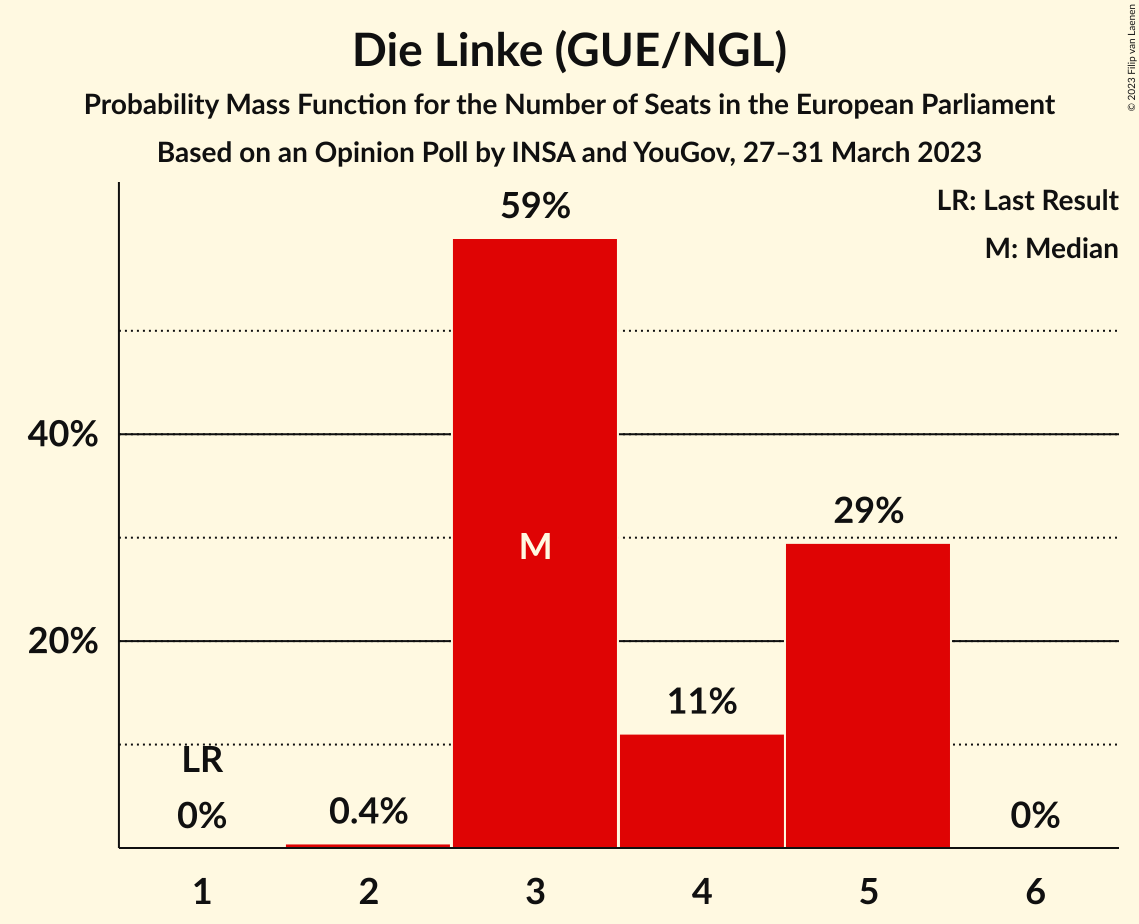 Die Linke (GUE/NGL)
Probability Mass Function for the Number of Seats in the European Parliament
Based on an Opinion Poll by INSA and YouGov, 27–31 March 2023
© 2023 Filip van Laenen
LR: Last Result
M: Median
59%
40%
M
29%
20%
11%
LR
0%
0.4%
0%
1 2 3 4 5 6